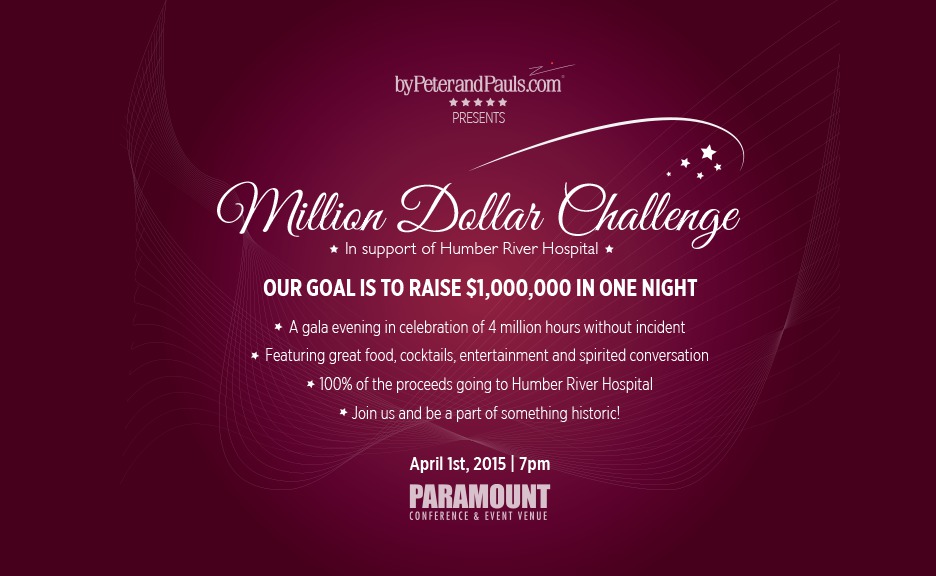 byPeterandPauls.com
PRESENTS
Million Dollar Challenge
In support of Humber River Hospital
OUR GOAL IS TO RAISE $1,000,000 IN ONE NIGHT
A gala evening in celebration of 4 million hours without incident
Featuring great food, cocktails, entertainment and spirited conversation
100% of the proceeds going to Humber River Hospital
Join us and be a part of something historic!
April 1st, 2015 | 7pm
PARAMOUNT
CONFERENCE & EVENT VENUE